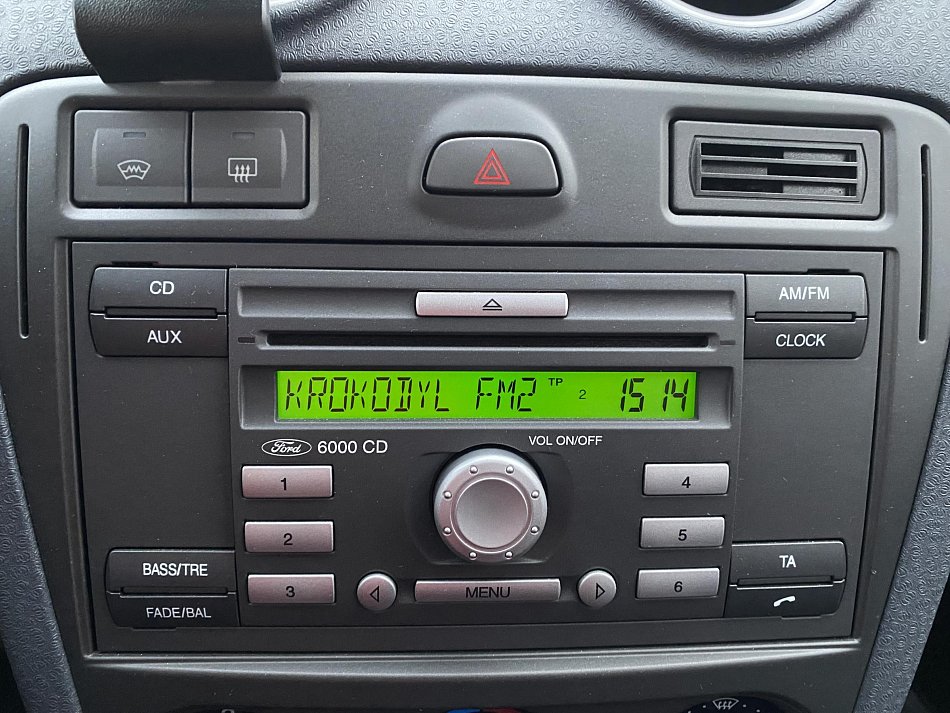 CD
AUX
AM/FM
CLOCK
KROKODYL FM2 TP 2 15 14
Ford 6000 CD
VOL ON/OFF
1
2
3
4
5
6
MENU
BASS/TRE
FADE/BAL
TA